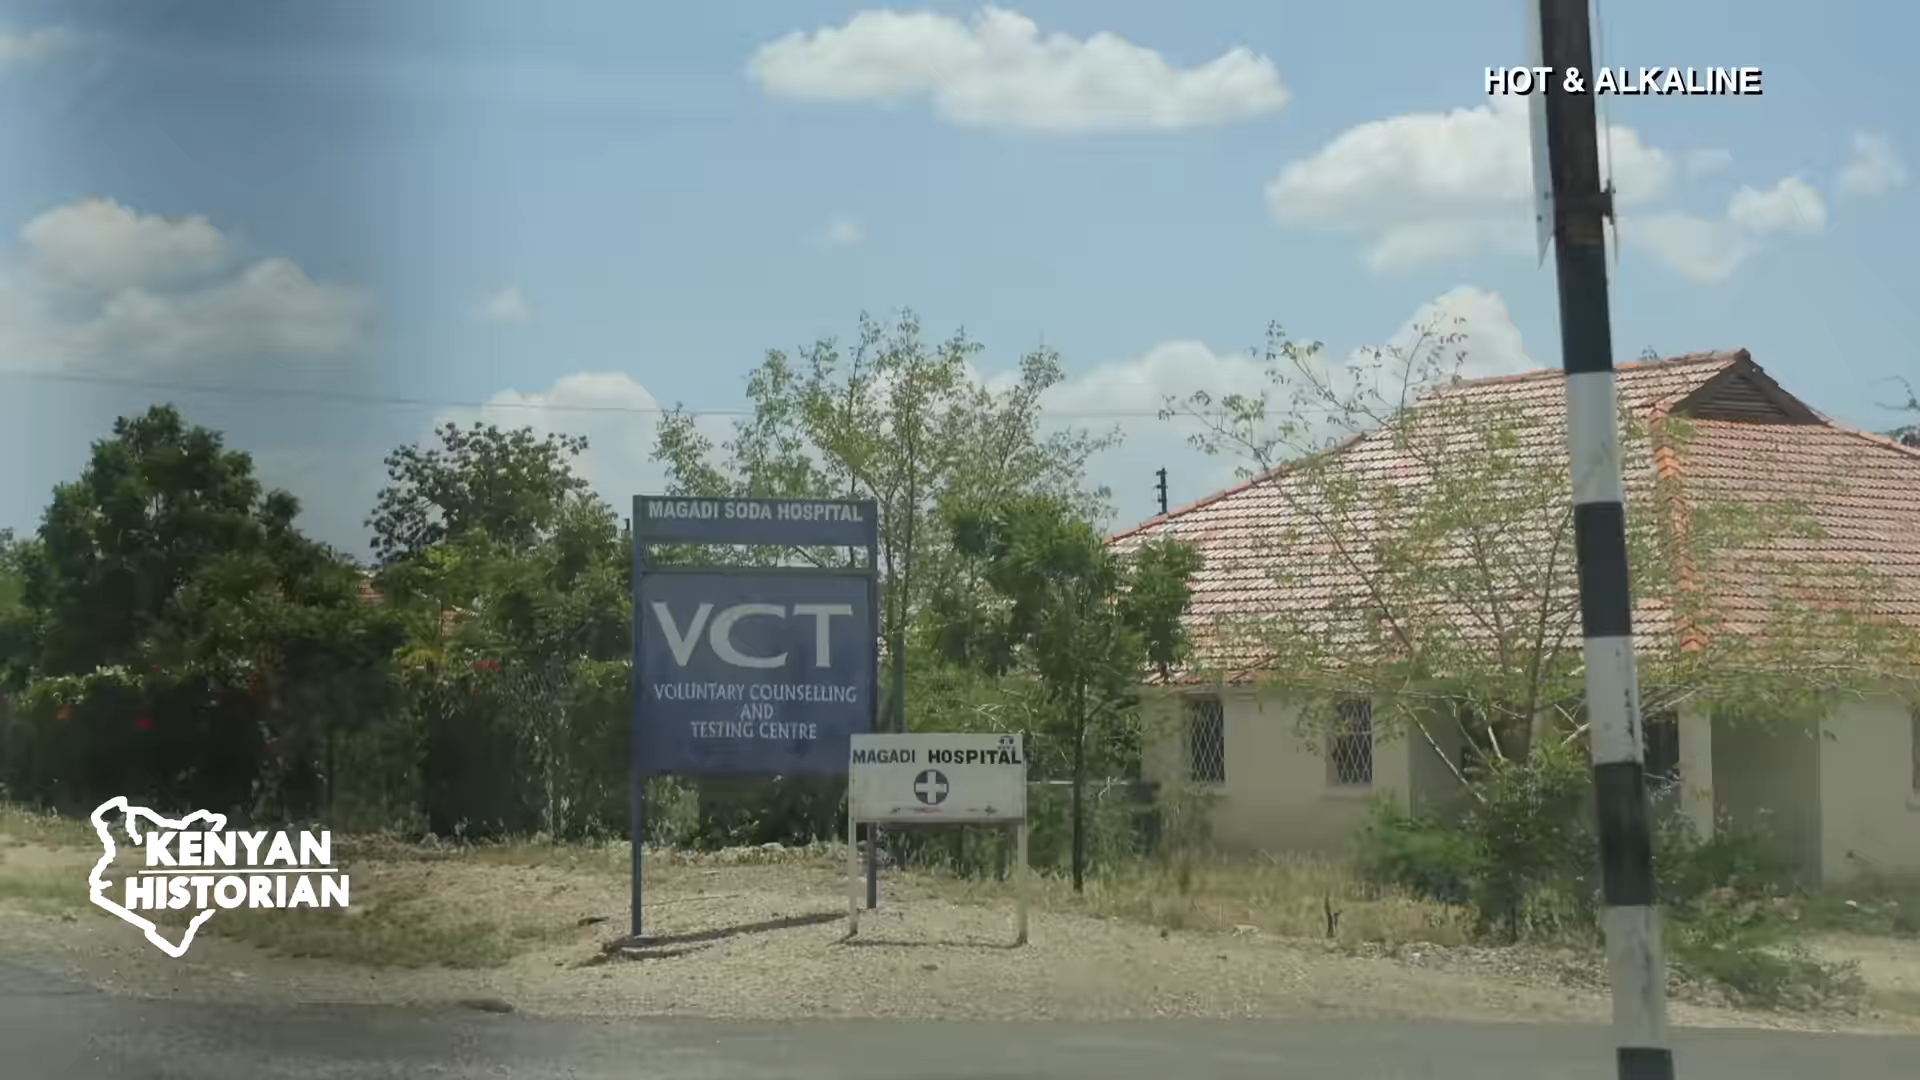 HOT & ALKALINE
MAGADI SODA HOSPITAL
VCT
VOLUNTARY COUNSELLING
AND
TESTING CENTRE
MAGADI HOSPITAL
KENYAN
HISTORIAN